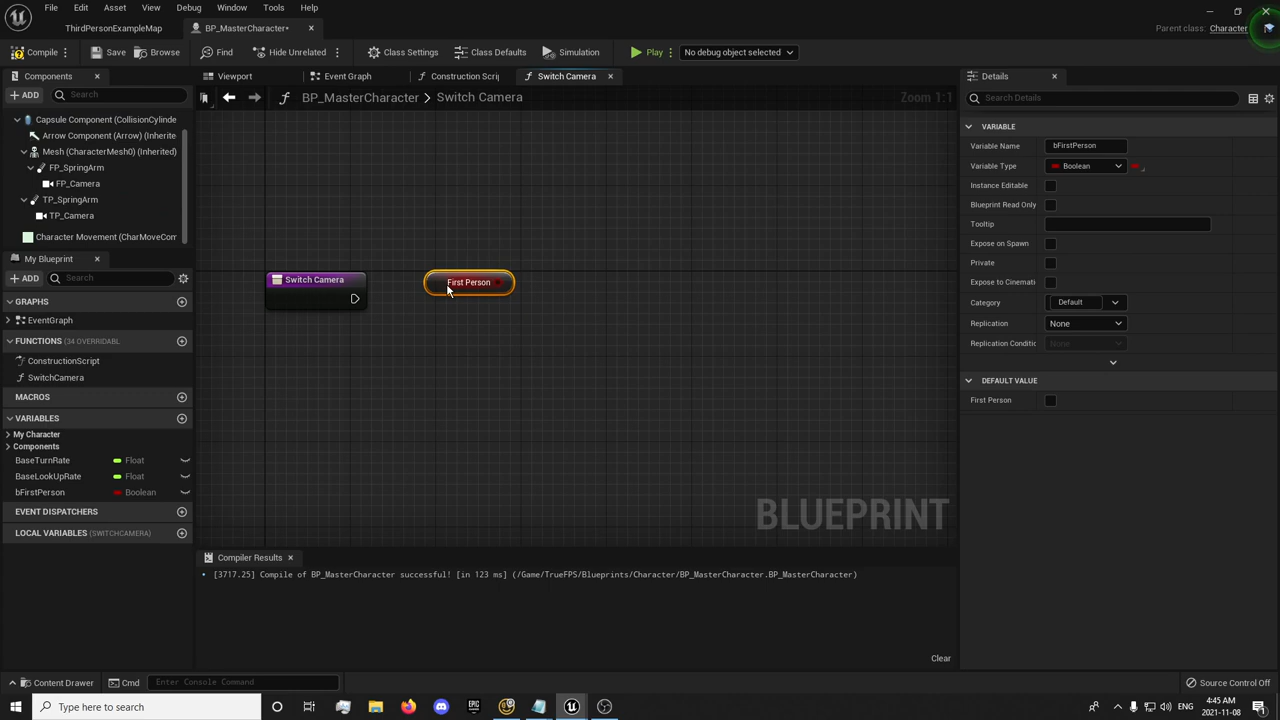 File Edit Asset View Debug Window Tools Help
ThirdPersonExampleMap
BP_MasterCharacter*
Parent class: Character
Compile
Save
Browse
Find
Hide Unrelated
Class Settings
Class Defaults
Simulation
Play
No debug object selected
Components
ADD
Search
Capsule Component (CollisionCylinde
Arrow Component (Arrow) (Inherite
Mesh (CharacterMesh0) (Inherited)
FP_SpringArm
FP_Camera
TP_SpringArm
TP_Camera
Character Movement (CharMoveCom
My Blueprint
ADD
Search
GRAPHS
EventGraph
FUNCTIONS (34 OVERRIDABL
ConstructionScript
SwitchCamera
MACROS
VARIABLES
My Character
Components
BaseTurnRate Float
BaseLookUpRate Float
bFirstPerson Boolean
EVENT DISPATCHERS
LOCAL VARIABLES (SWITCHCAMERA)
Viewport
Event Graph
Construction Scrip
Switch Camera
BP_MasterCharacter > Switch Camera
Zoom 1:1
Switch Camera
First Person
BLUEPRINT
Compiler Results
[3717.25] Compile of BP_MasterCharacter successful! [in 123 ms] (/Game/TrueFPS/Blueprints/Character/BP_MasterCharacter.BP_MasterCharacter)
Clear
Details
Search Details
VARIABLE
Variable Name bFirstPerson
Variable Type Boolean
Instance Editable
Blueprint Read Only
Tooltip
Expose on Spawn
Private
Expose to Cinemati
Category Default
Replication None
Replication Conditic None
DEFAULT VALUE
First Person
Content Drawer
Cmd
Enter Console Command
Source Control Off
Type here to search
ENG
4:45 AM
2021-11-08